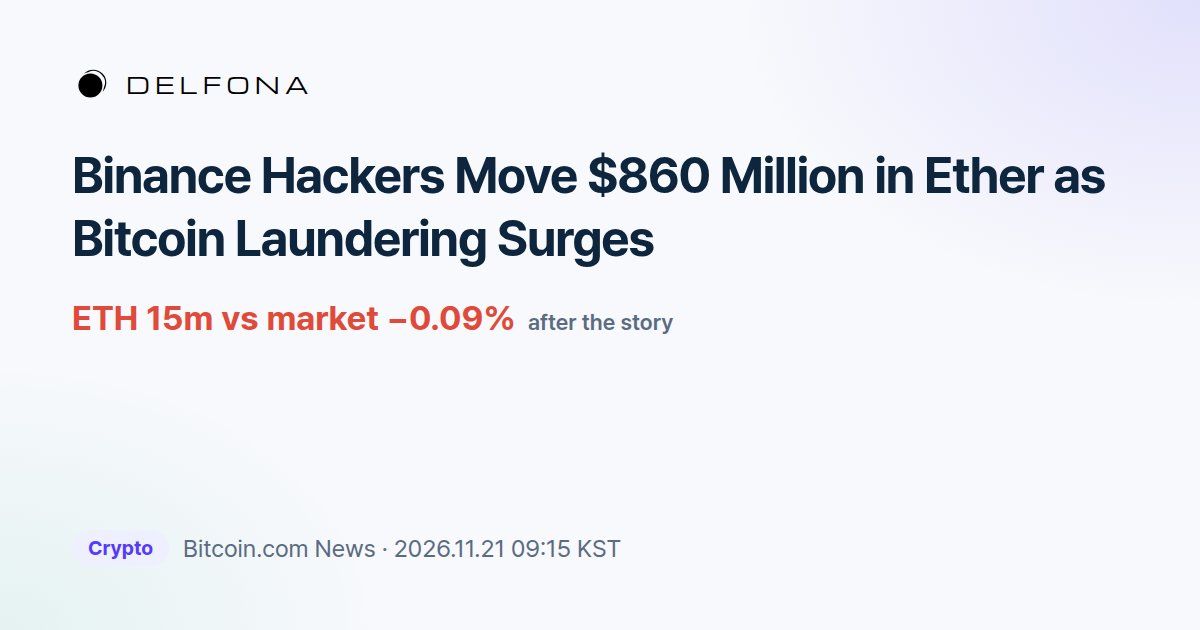 DELFONA
Binance Hackers Move $860 Million in Ether as
Bitcoin Laundering Surges
ETH 15m vs market −0.09% after the story
Crypto Bitcoin.com News · 2026.11.21 09:15 KST